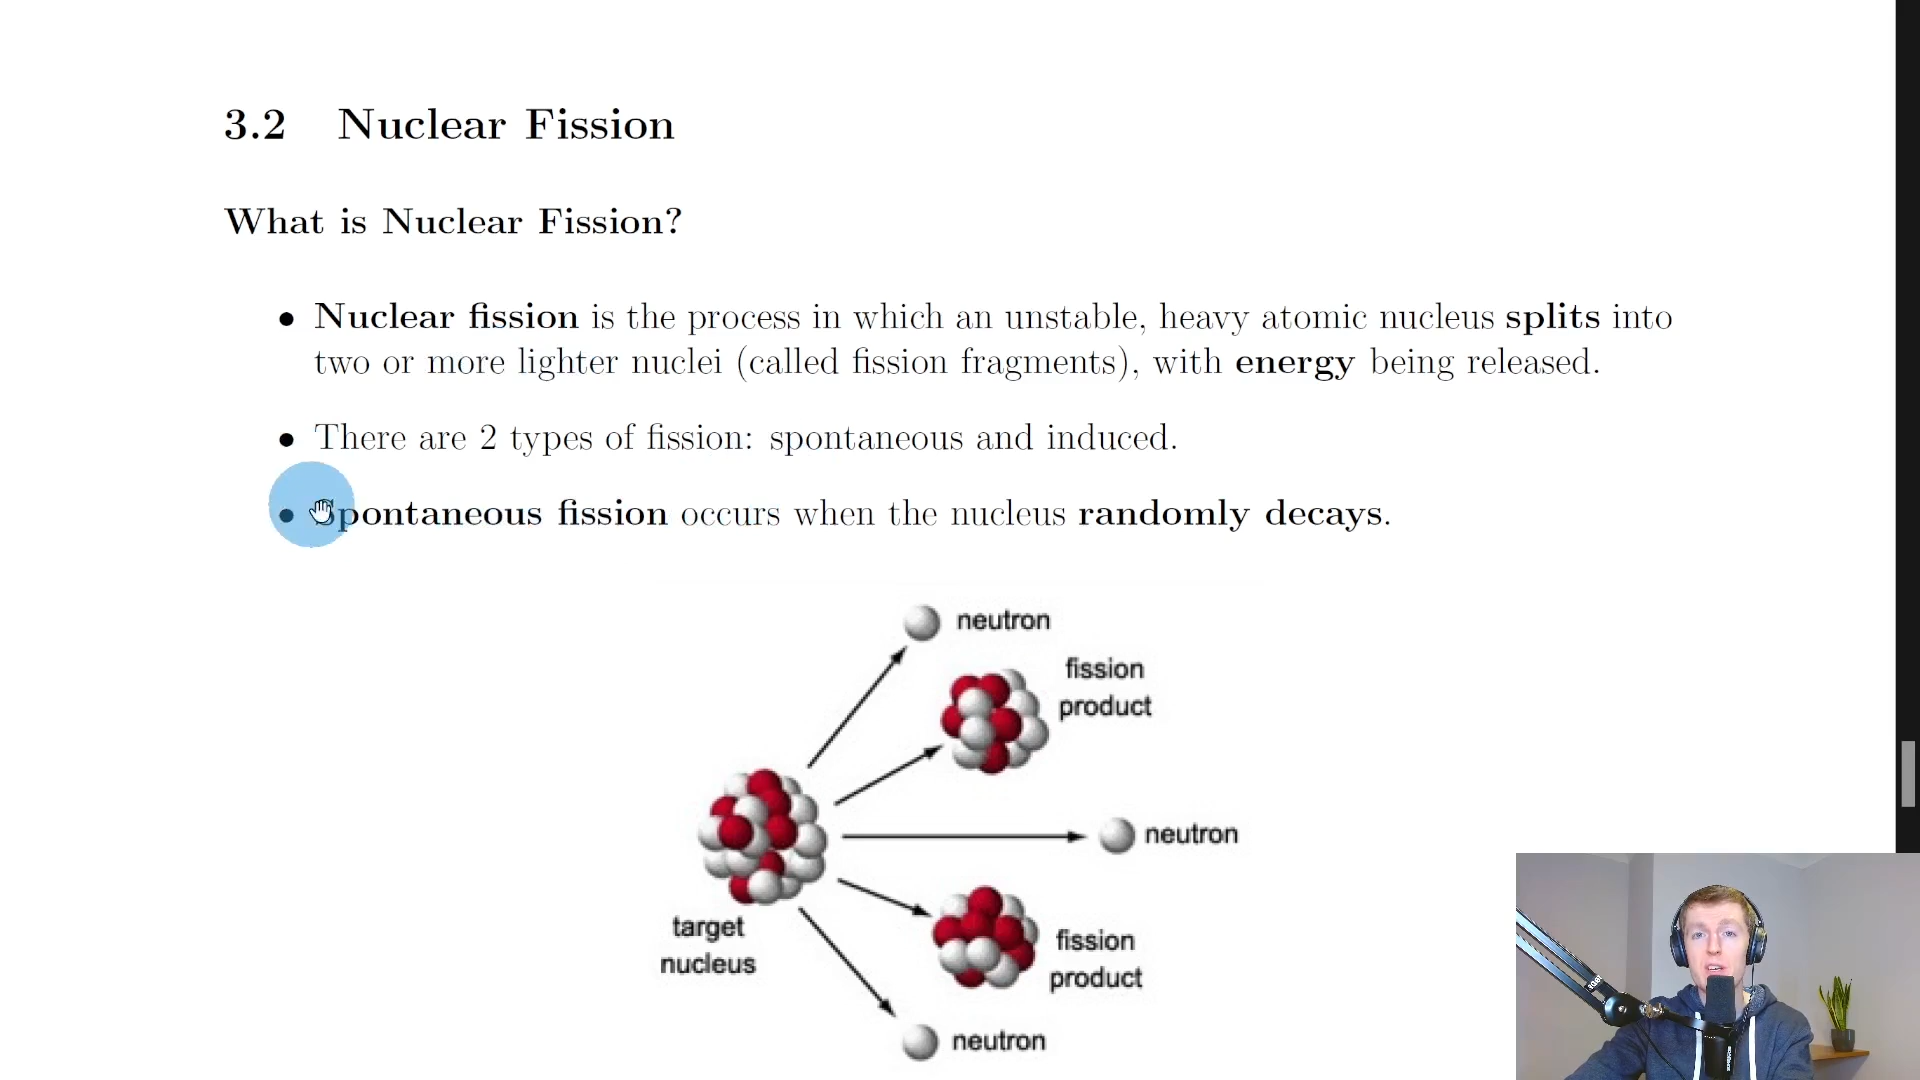 3.2 Nuclear Fission
What is Nuclear Fission?
• Nuclear fission is the process in which an unstable, heavy atomic nucleus splits into
two or more lighter nuclei (called fission fragments), with energy being released.
• There are 2 types of fission: spontaneous and induced.
• Spontaneous fission occurs when the nucleus randomly decays.
neutron
fission
product
neutron
target
nucleus
fission
product
neutron